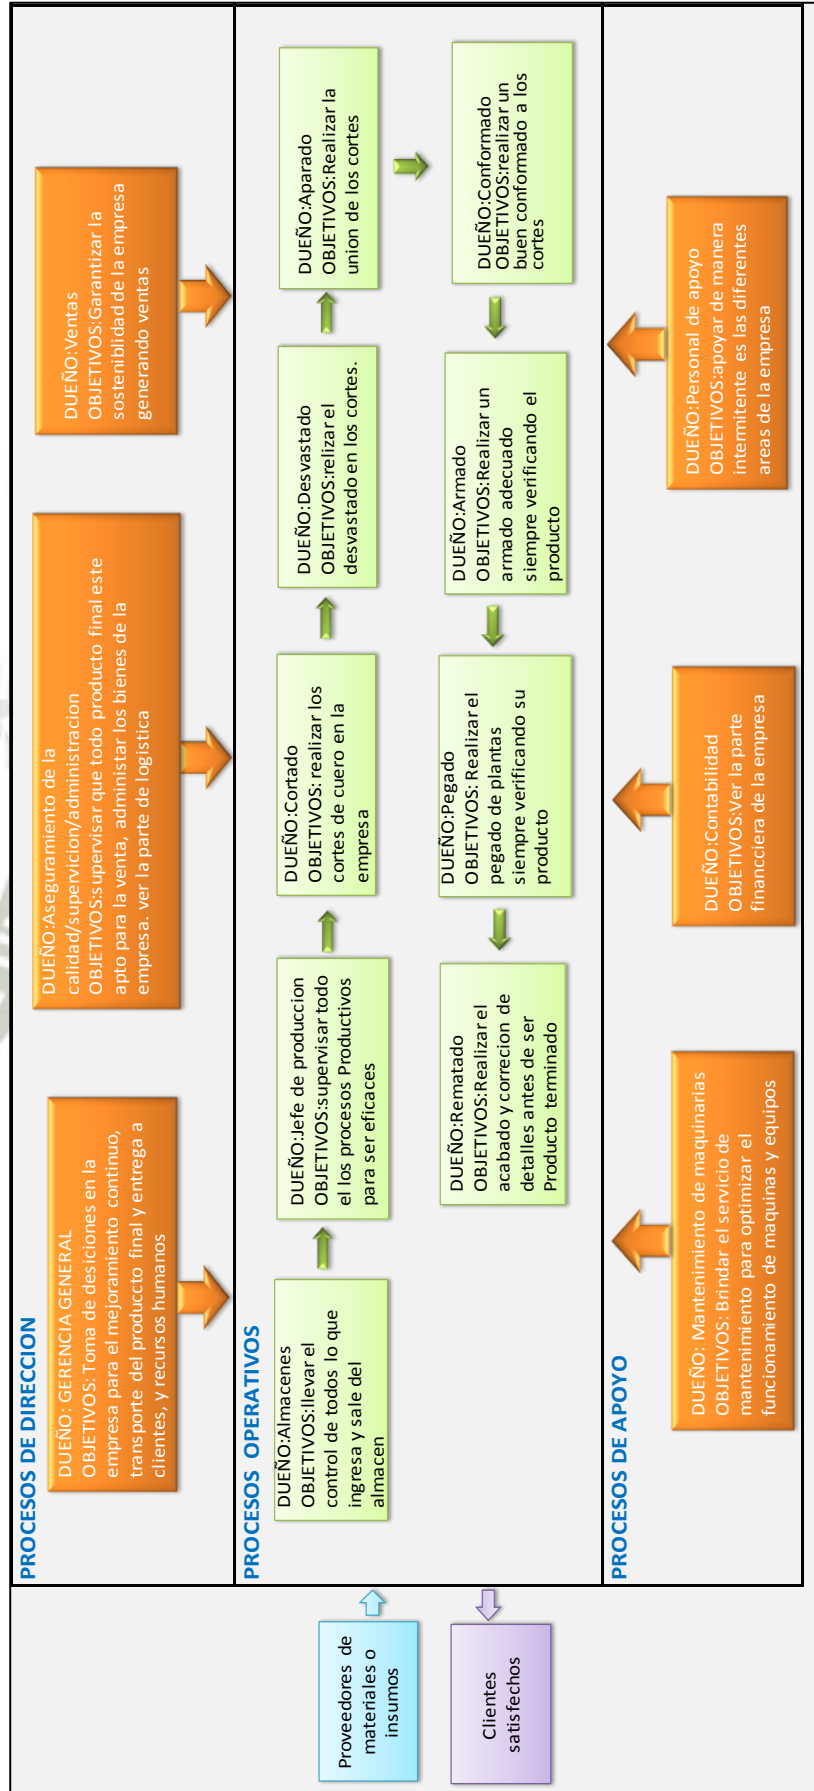 PROCESOS DE DIRECCION
DUEÑO: GERENCIA GENERAL
OBJETIVOS: Toma de desiciones en la
empresa para el mejoramiento continuo,
transporte del produccto final y entrega a
clientes, y recursos humanos
DUEÑO:Aseguramiento de la
calidad/supervicion/administracion
OBJETIVOS:supervisar que todo producto final este
apto para la venta, administar los bienes de la
empresa. ver la parte de logistica
DUEÑO:Ventas
OBJETIVOS:Garantizar la
sosteniblidad de la empresa
generando ventas
PROCESOS OPERATIVOS
DUEÑO:Almacenes
OBJETIVOS:llevar el
control de todos lo que
ingresa y sale del
almacen
DUEÑO:Jefe de produccion
OBJETIVOS:supervisar todo
el los procesos Productivos
para ser eficaces
DUEÑO:Cortado
OBJETIVOS: realizar los
cortes de cuero en la
empresa
DUEÑO:Desvastado
OBJETIVOS:relizar el
desvastado en los cortes.
DUEÑO:Aparado
OBJETIVOS:Realizar la
union de los cortes
DUEÑO:Conformado
OBJETIVOS:realizar un
buen conformado a los
cortes
DUEÑO:Armado
OBJETIVOS:Realizar un
armado adecuado
siempre verificando el
producto
DUEÑO:Pegado
OBJETIVOS: Realizar el
pegado de plantas
siempre verificando su
producto
DUEÑO:Rematado
OBJETIVOS:Realizar el
acabado y correcion de
detalles antes de ser
Producto terminado
Proveedores de
materiales o
insumos
Clientes
satisfechos
PROCESOS DE APOYO
DUEÑO: Mantenimiento de maquinarias
OBJETIVOS: Brindar el servicio de
mantenimiento para optimizar el
funcionamiento de maquinas y equipos
DUEÑO:Contabilidad
OBJETIVOS:Ver la parte
financciera de la empresa
DUEÑO:Personal de apoyo
OBJETIVOS:apoyar de manera
intermitente es las diferentes
areas de la empresa